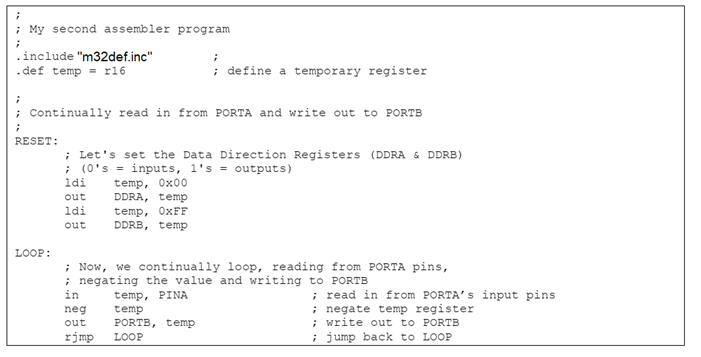 ;
; My second assembler program
;
.include "m32def.inc" ;
.def temp = r16 ; define a temporary register
;
; Continually read in from PORTA and write out to PORTB
;
RESET:
; Let's set the Data Direction Registers (DDRA & DDRB)
; (0's = inputs, 1's = outputs)
ldi temp, 0x00
out DDRA, temp
ldi temp, 0xFF
out DDRB, temp
LOOP:
; Now, we continually loop, reading from PORTA pins,
; negating the value and writing to PORTB
in temp, PINA ; read in from PORTA’s input pins
neg temp ; negate temp register
out PORTB, temp ; write out to PORTB
rjmp LOOP ; jump back to LOOP